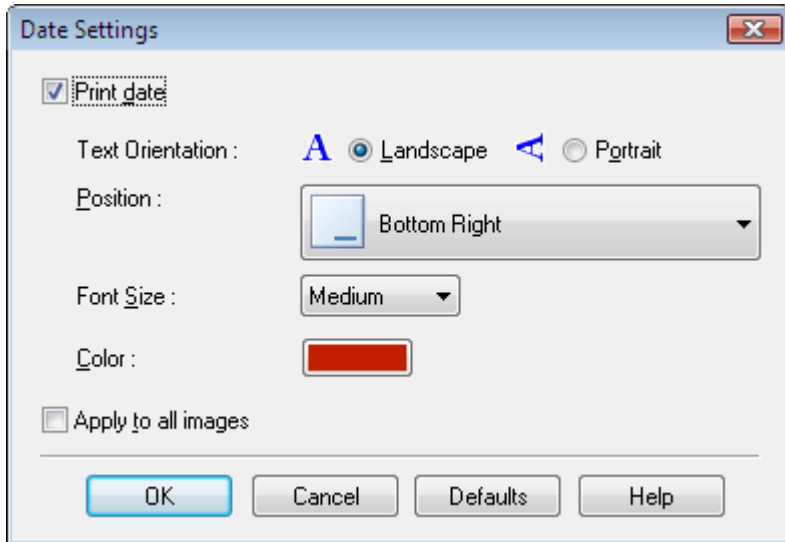 Date Settings
Print date
Text Orientation : A Landscape A Portrait
Position : Bottom Right
Font Size : Medium
Color :
Apply to all images
OK Cancel Defaults Help